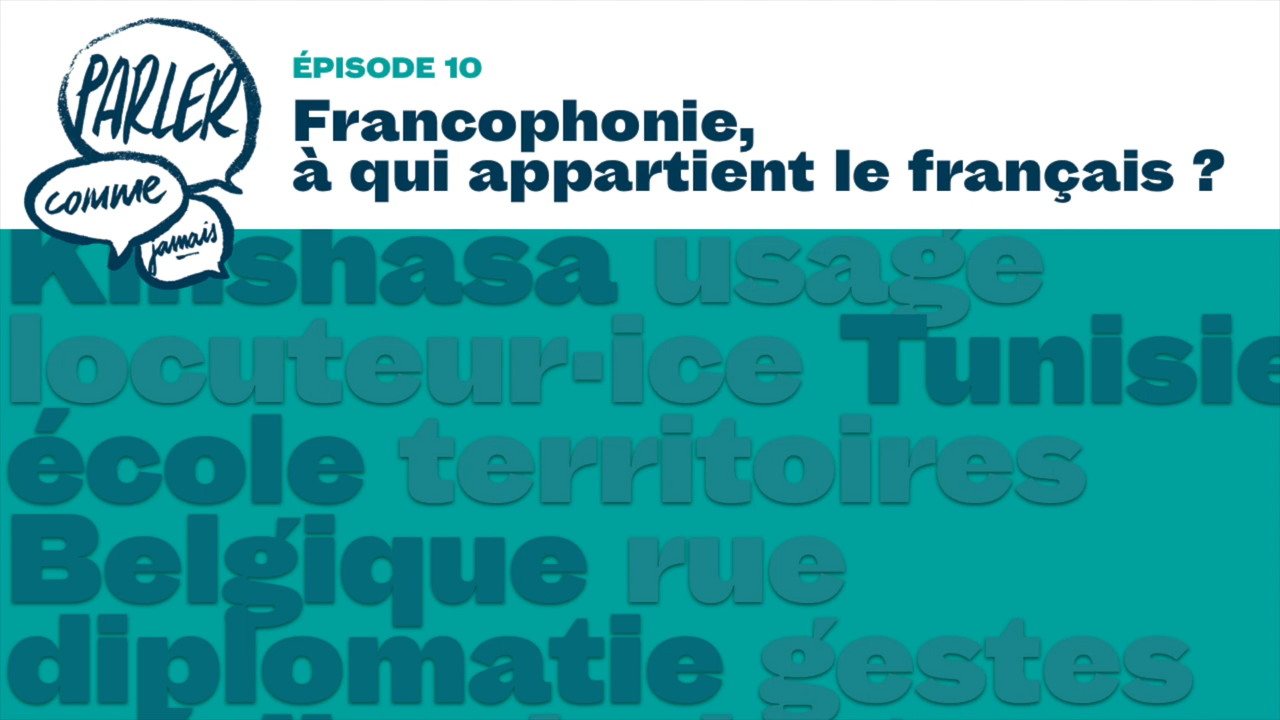 PARLER
comme
jamais
ÉPISODE 10
Francophonie,
à qui appartient le français ?
Kinshasa usage
locuteur·ice Tunisie
école territoires
Belgique rue
diplomatie gestes